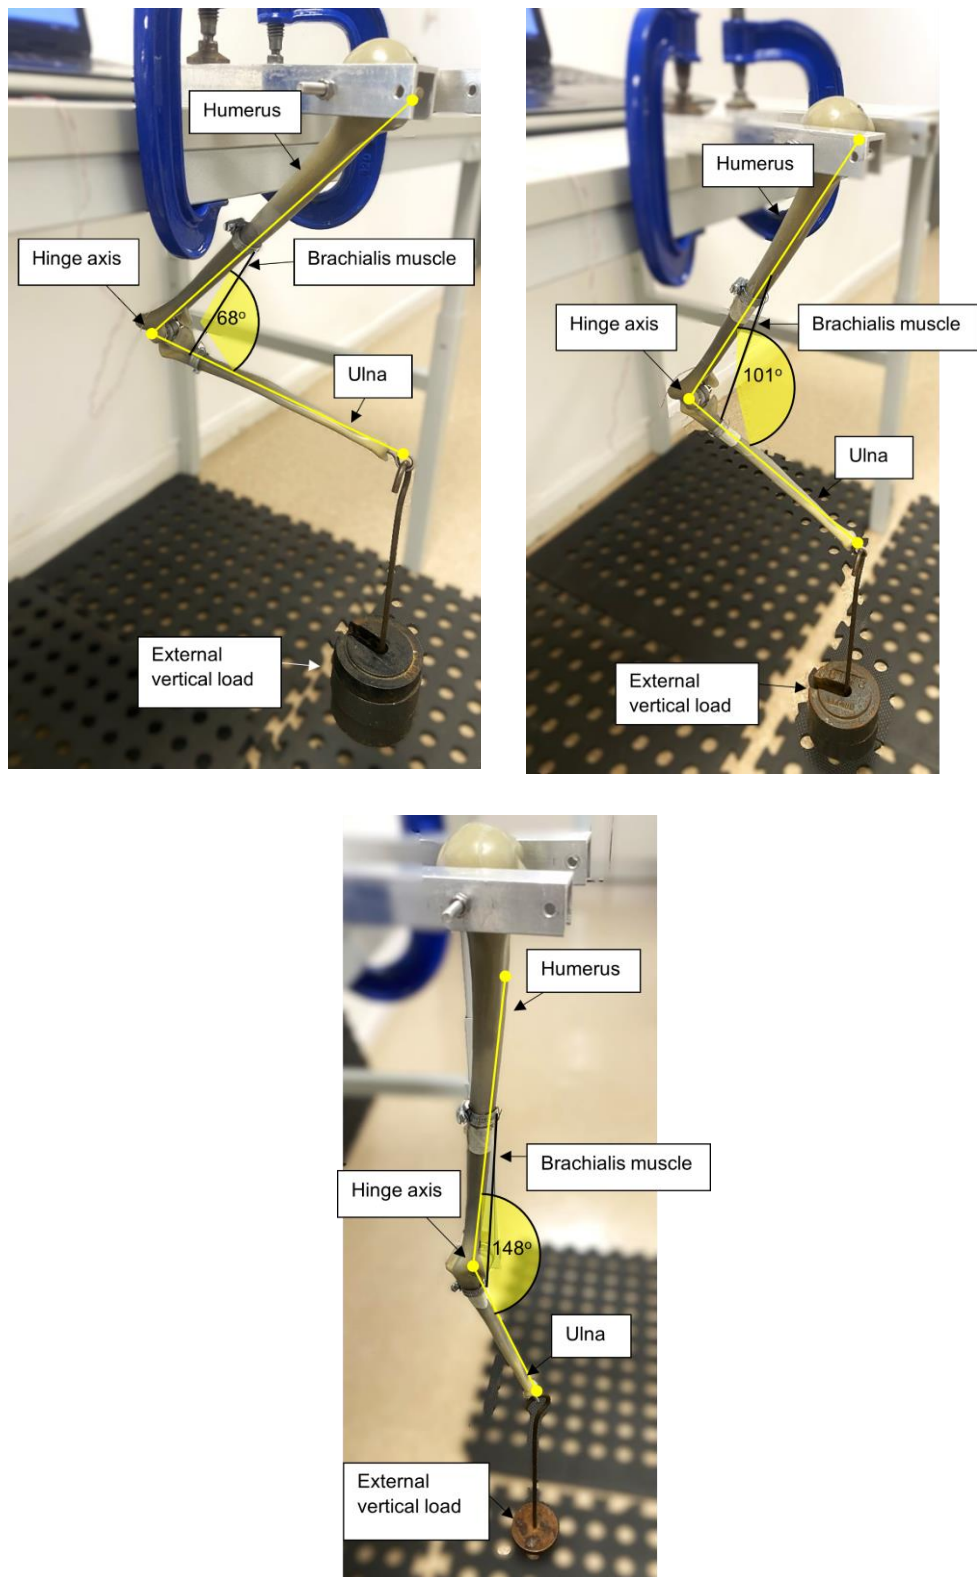 Humerus
Hinge axis
Brachialis muscle
68°
Ulna
External
vertical load
Humerus
Hinge axis
Brachialis muscle
101°
Ulna
External
vertical load
Humerus
Brachialis muscle
Hinge axis
148°
Ulna
External
vertical load